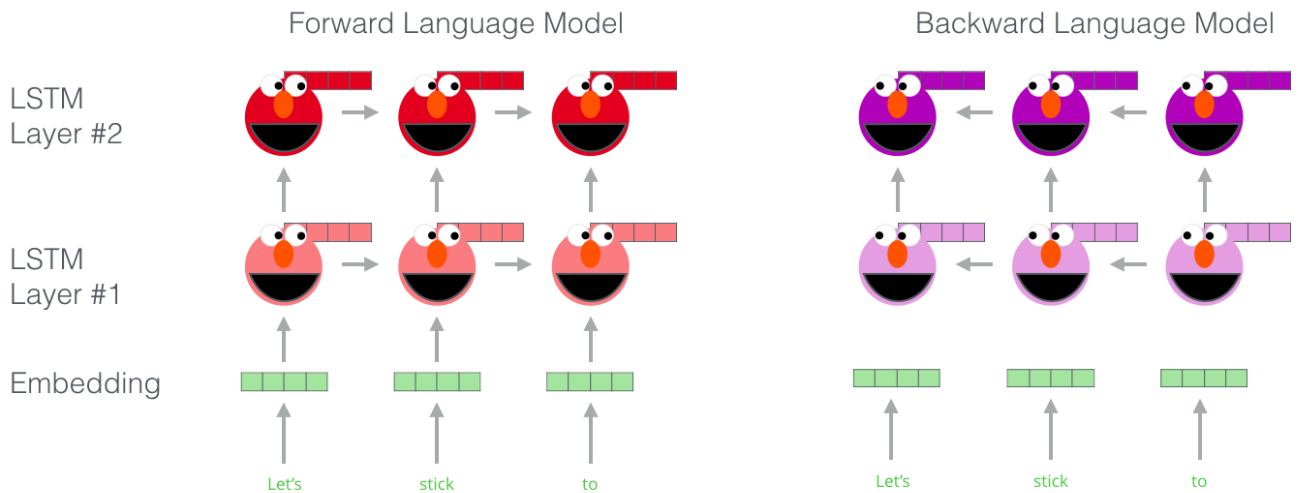 Forward Language Model
Backward Language Model
LSTM
Layer #2
LSTM
Layer #1
Embedding
Let's
stick
to
Let's
stick
to